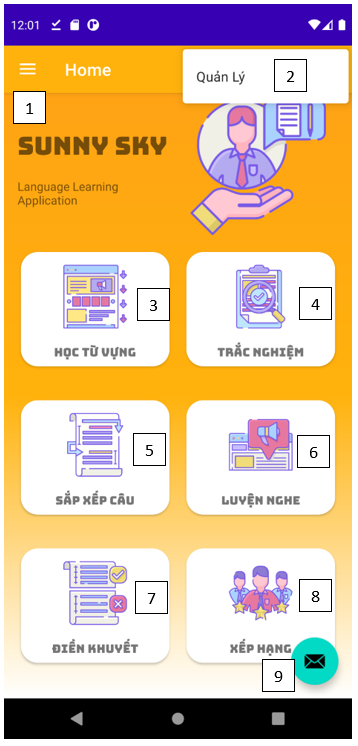 12:01
Home
Quản Lý
2
1
SUNNY SKY
Language Learning
Application
3
4
HỌC TỪ VỰNG
TRẮC NGHIỆM
5
6
SẮP XẾP CÂU
LUYỆN NGHE
7
8
ĐIỀN KHUYẾT
XẾP HẠNG
9